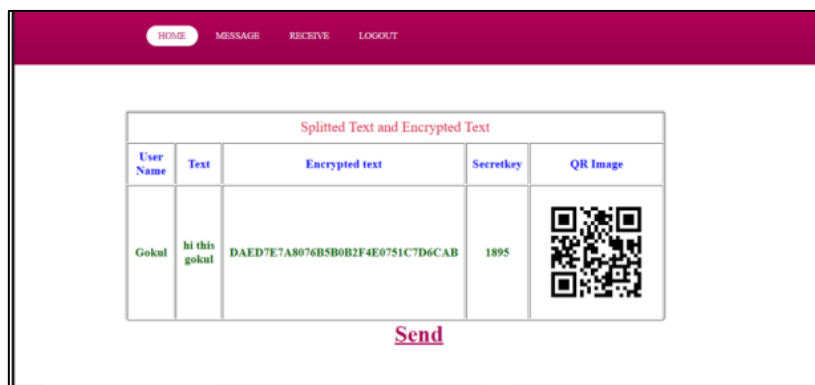 HOME MESSAGE RECEIVE LOGOUT
Splitted Text and Encrypted Text
User Name Text Encrypted text Secretkey QR Image
Gokul hi this gokul DAED7E7A8076B5B0B2F4E0751C7D6CAB 1895
Send